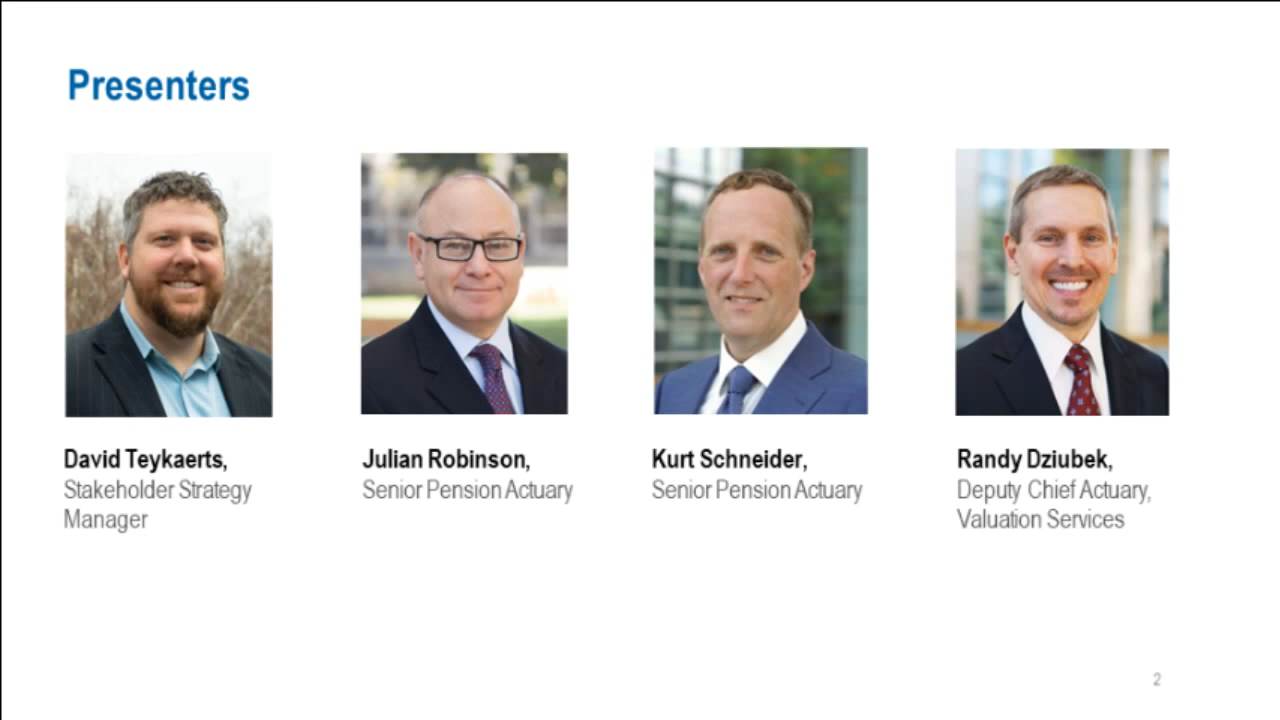 Presenters
David Teykaerts,
Stakeholder Strategy
Manager
Julian Robinson,
Senior Pension Actuary
Kurt Schneider,
Senior Pension Actuary
Randy Dziubek,
Deputy Chief Actuary,
Valuation Services
2